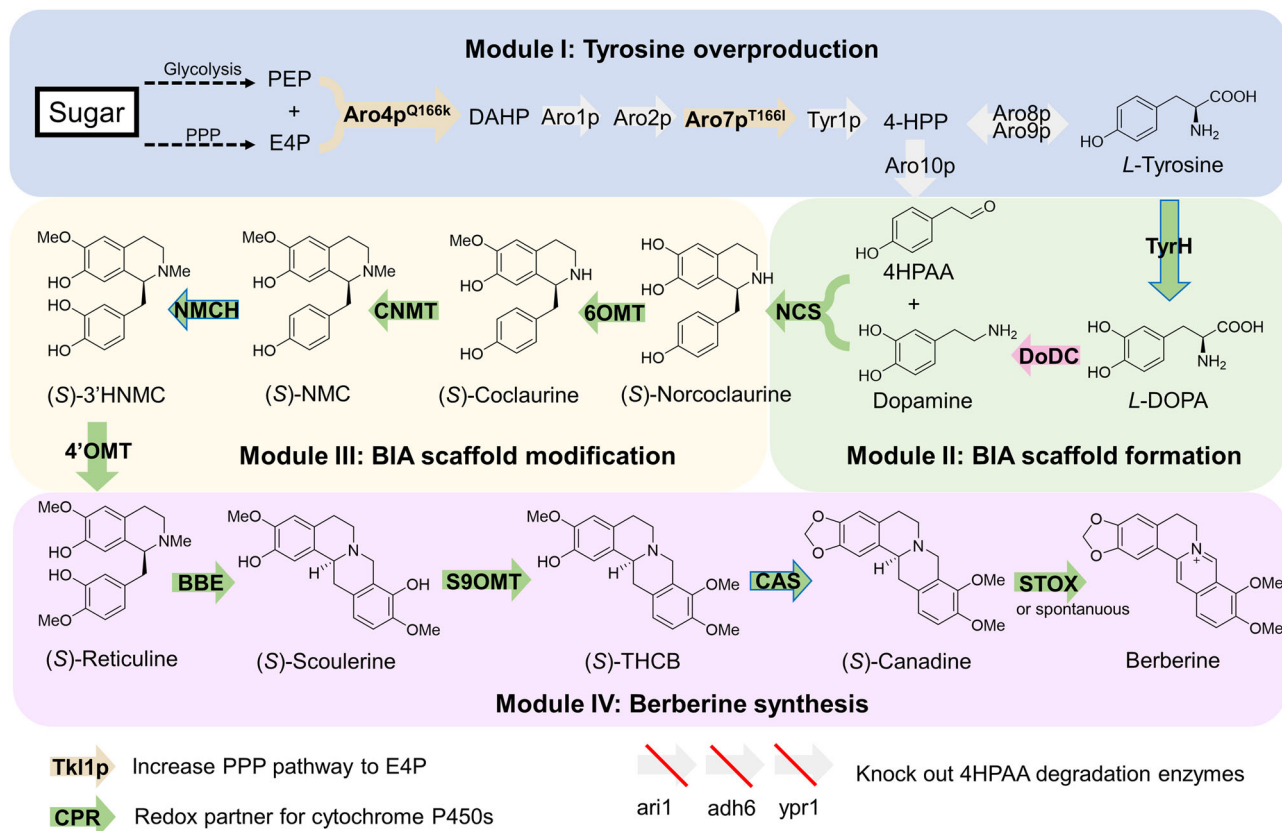 Module I: Tyrosine overproduction
Glycolysis
PEP
Sugar
+
PPP
E4P
Aro4pQ166k
DAHP
Aro1p
Aro2p
Aro7pT166I
Tyr1p
4-HPP
Aro8p
Aro9p
Aro10p
HO
COOH
NH2
L-Tyrosine
TyrH
HO
O
4HPAA
+
HO
HO
NH2
Dopamine
DoDC
HO
HO
COOH
NH2
L-DOPA
Module II: BIA scaffold formation
NCS
HO
HO
NH
HO
(S)-Norcoclaurine
6OMT
MeO
HO
NH
HO
(S)-Coclaurine
CNMT
MeO
HO
NMe
HO
(S)-NMC
NMCH
MeO
HO
NMe
HO
HO
(S)-3'HNMC
Module III: BIA scaffold modification
4'OMT
MeO
HO
NMe
HO
MeO
(S)-Reticuline
BBE
MeO
HO
N
H
OH
OMe
(S)-Scoulerine
S9OMT
MeO
HO
N
H
OMe
OMe
(S)-THCB
CAS
O
O
N
H
OMe
OMe
(S)-Canadine
STOX
or spontanuous
O
O
N
+
OMe
OMe
Berberine
Module IV: Berberine synthesis
Tkl1p
Increase PPP pathway to E4P
CPR
Redox partner for cytochrome P450s
ari1
adh6
ypr1
Knock out 4HPAA degradation enzymes